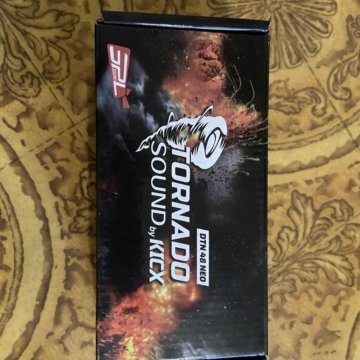 SPL
TORNADO
SOUND by KICX
DTN 48 NEO